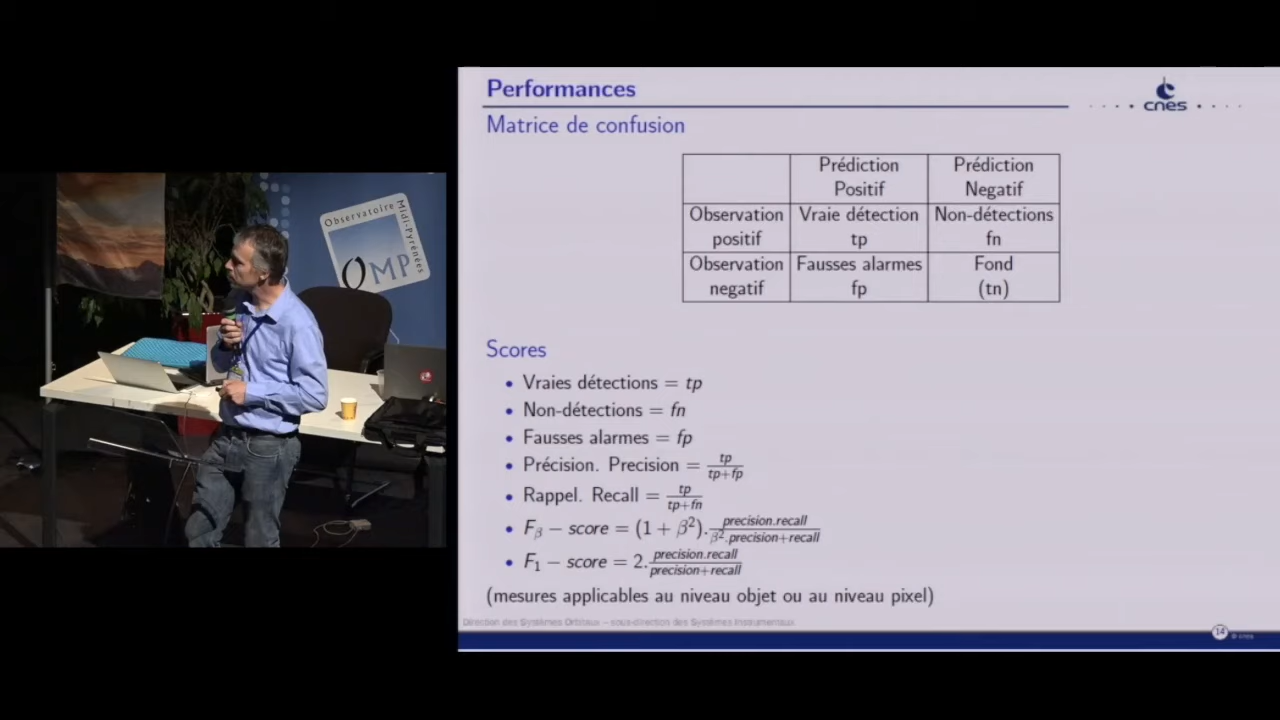 Performances
cnes
Matrice de confusion
Prédiction Positif
Prédiction Negatif
Observation positif
Vraie détection tp
Non-détections fn
Observation negatif
Fausses alarmes fp
Fond (tn)
Scores
• Vraies détections = tp
• Non-détections = fn
• Fausses alarmes = fp
• Précision. Precision = tp / tp+fp
• Rappel. Recall = tp / tp+fn
• Fβ − score = (1 + β²). precision.recall / β².precision+recall
• F₁ − score = 2. precision.recall / precision+recall
(mesures applicables au niveau objet ou au niveau pixel)
Direction des Systèmes Orbitaux – sous-direction des Systèmes Instrumentaux
14
© cnes
Observatoire
Midi-Pyrénées
OMP